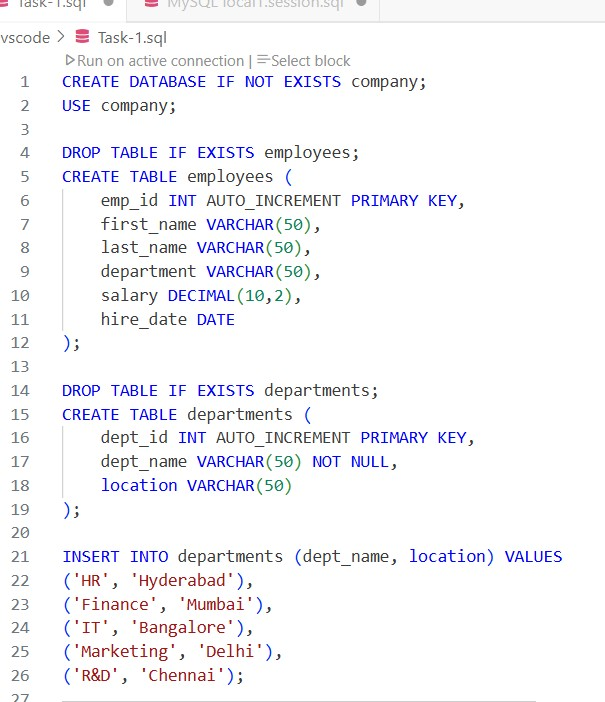 Task-1.sql MySQL local1.session.sql
vscode > Task-1.sql
Run on active connection | Select block
1 CREATE DATABASE IF NOT EXISTS company;
2 USE company;
3
4 DROP TABLE IF EXISTS employees;
5 CREATE TABLE employees (
6 emp_id INT AUTO_INCREMENT PRIMARY KEY,
7 first_name VARCHAR(50),
8 last_name VARCHAR(50),
9 department VARCHAR(50),
10 salary DECIMAL(10,2),
11 hire_date DATE
12 );
13
14 DROP TABLE IF EXISTS departments;
15 CREATE TABLE departments (
16 dept_id INT AUTO_INCREMENT PRIMARY KEY,
17 dept_name VARCHAR(50) NOT NULL,
18 location VARCHAR(50)
19 );
20
21 INSERT INTO departments (dept_name, location) VALUES
22 ('HR', 'Hyderabad'),
23 ('Finance', 'Mumbai'),
24 ('IT', 'Bangalore'),
25 ('Marketing', 'Delhi'),
26 ('R&D', 'Chennai');
27